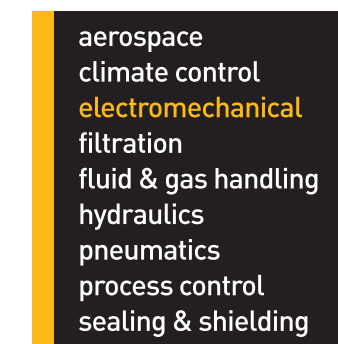 aerospace
climate control
electromechanical
filtration
fluid & gas handling
hydraulics
pneumatics
process control
sealing & shielding